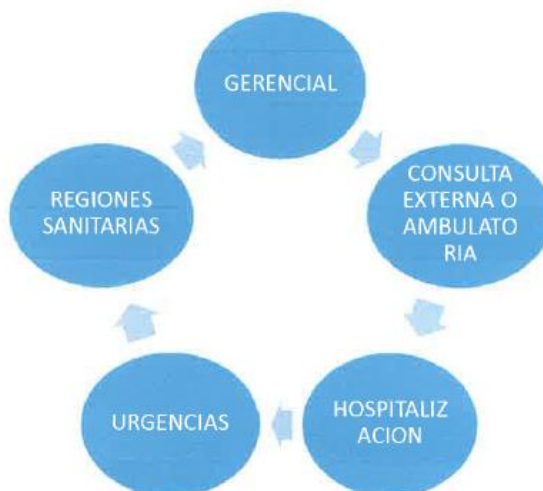 GERENCIAL
CONSULTA
EXTERNA O
AMBULATO
RIA
HOSPITALIZ
ACION
URGENCIAS
REGIONES
SANITARIAS